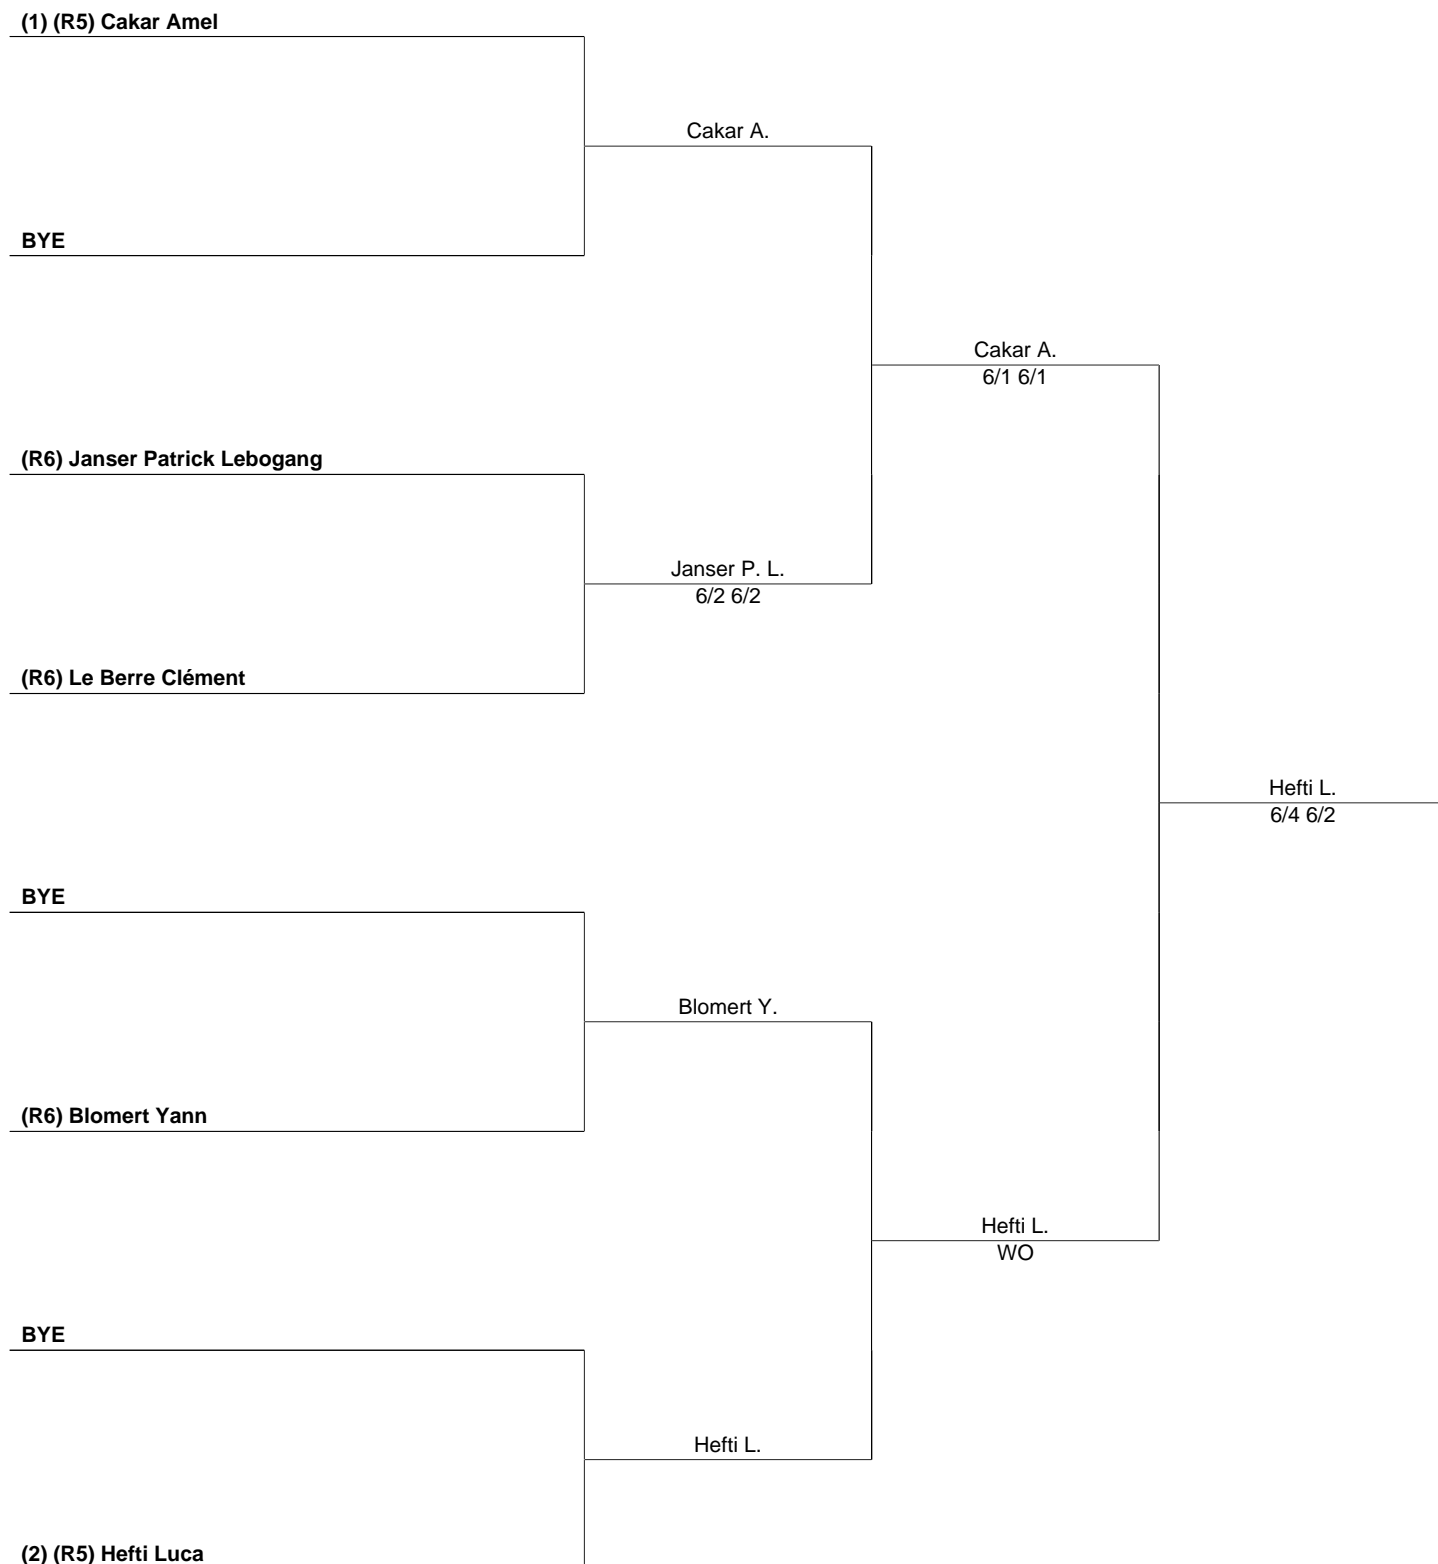 (1) (R5) Cakar Amel
Cakar A.
BYE
Cakar A.
6/1 6/1
(R6) Janser Patrick Lebogang
Janser P. L.
6/2 6/2
(R6) Le Berre Clément
Hefti L.
6/4 6/2
BYE
Blomert Y.
(R6) Blomert Yann
Hefti L.
WO
BYE
Hefti L.
(2) (R5) Hefti Luca